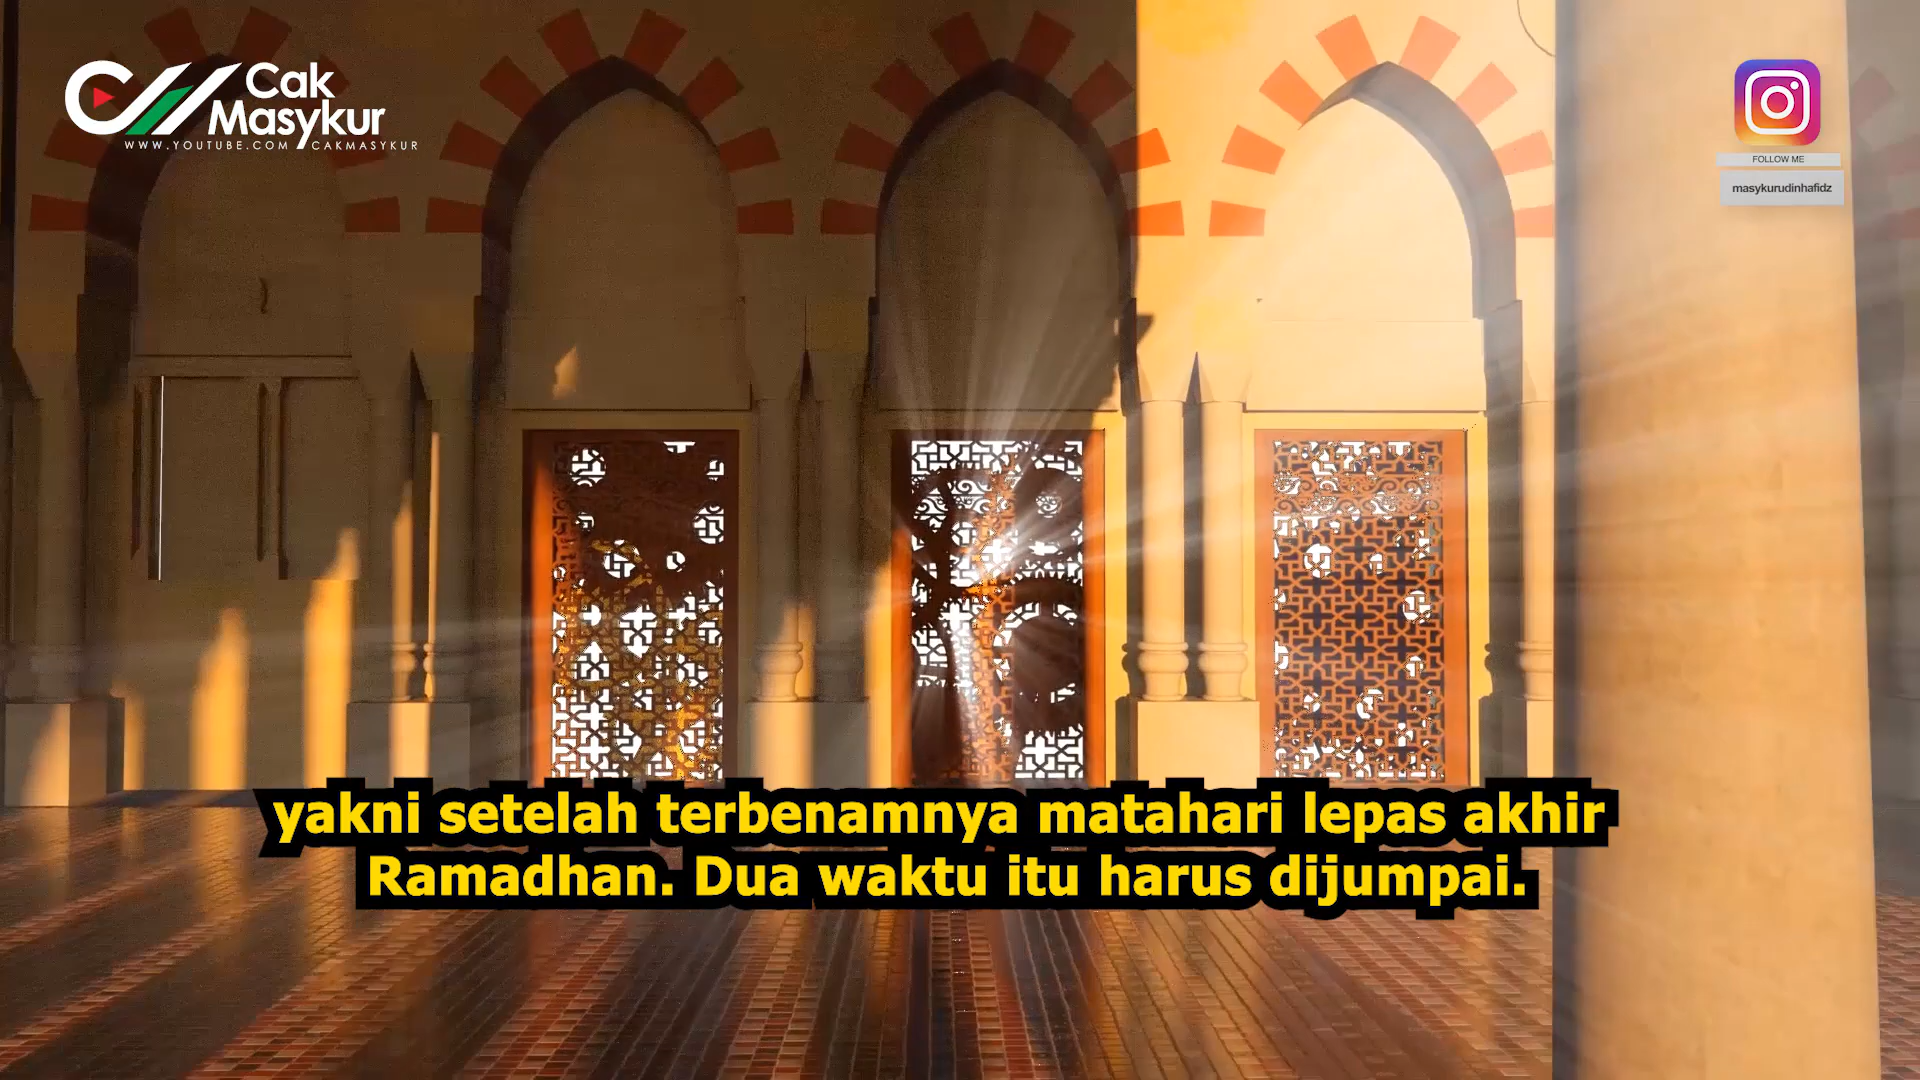 Cak
Masykur
WWW.YOUTUBE.COM / CAKMASYKUR
FOLLOW ME
masykurudinhafidz
yakni setelah terbenamnya matahari lepas akhir
Ramadhan. Dua waktu itu harus dijumpai.